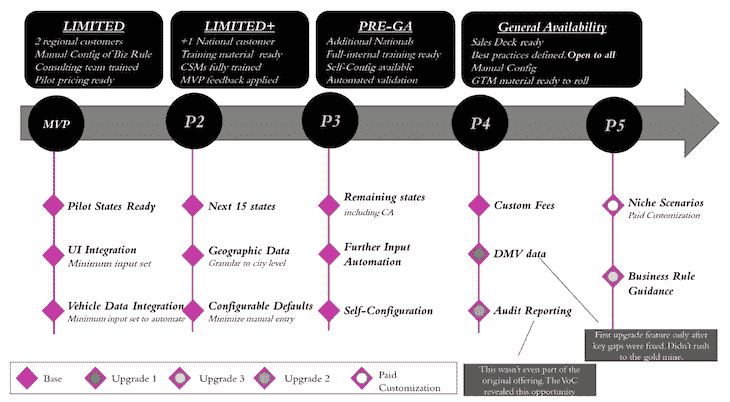 LIMITED
2 regional customers
Manual Config of Biz Rule
Consulting team trained
Pilot pricing ready
LIMITED+
+1 National customer
Training material ready
CSMs fully trained
MVP feedback applied
PRE-GA
Additional Nationals
Full-internal training ready
Self-Config available
Automated validation
General Availability
Sales Deck ready
Best practices defined. Open to all
Manual Config
GTM material ready to roll
MVP
P2
P3
P4
P5
Pilot States Ready
UI Integration
Minimum input set
Vehicle Data Integration
Minimum input set to automate
Next 15 states
Geographic Data
Granular to city level
Configurable Defaults
Minimize manual entry
Remaining states
including CA
Further Input
Automation
Self-Configuration
Custom Fees
DMV data
Audit Reporting
Niche Scenarios
Paid Customization
Business Rule
Guidance
First upgrade feature only after
key gaps were fixed. Didn't rush
to the gold mine.
This wasn't even part of the
original offering. The VoC
revealed this opportunity
Base
Upgrade 1
Upgrade 3
Upgrade 2
Paid
Customization